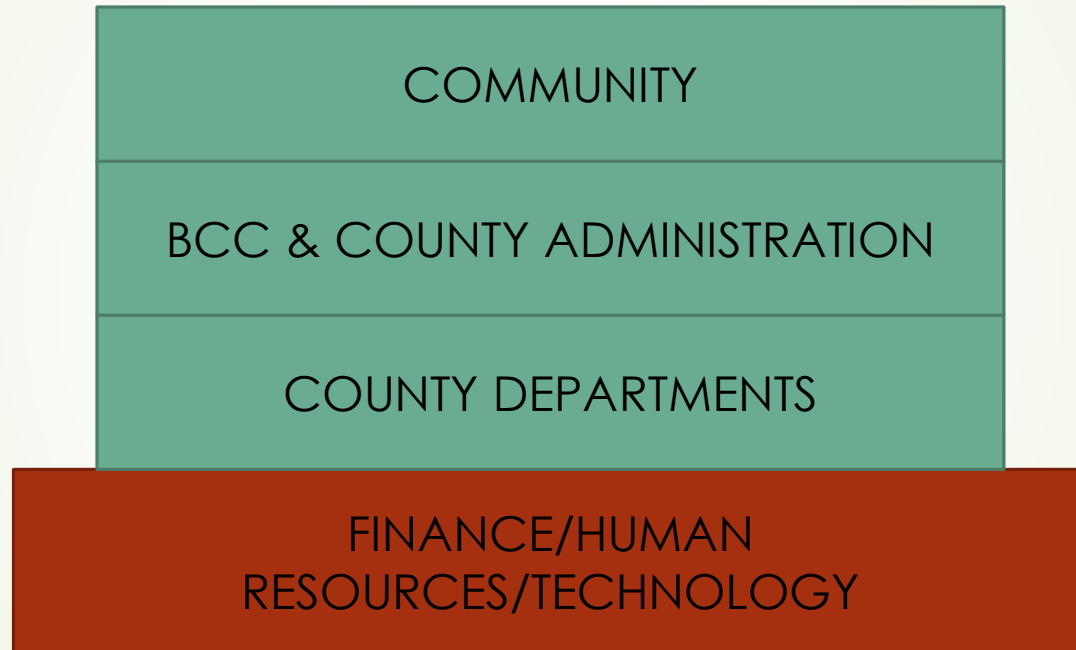 COMMUNITY
BCC & COUNTY ADMINISTRATION
COUNTY DEPARTMENTS
FINANCE/HUMAN
RESOURCES/TECHNOLOGY